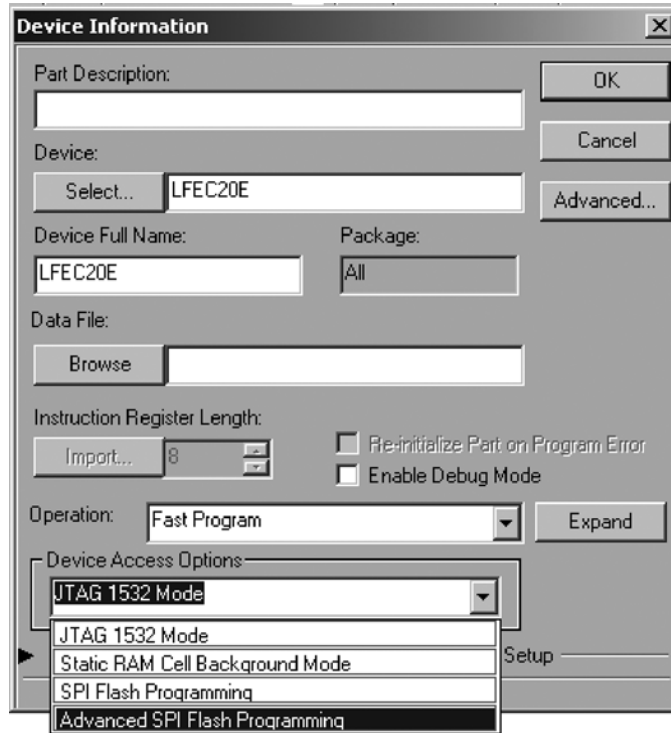 Device Information
Part Description:
OK
Cancel
Device:
Select... LFEC20E
Advanced...
Device Full Name: Package:
LFEC20E All
Data File:
Browse
Instruction Register Length:
Import... 8
Re-initialize Part on Program Error
Enable Debug Mode
Operation: Fast Program Expand
Device Access Options
JTAG 1532 Mode
JTAG 1532 Mode
Static RAM Cell Background Mode Setup
SPI Flash Programming
Advanced SPI Flash Programming